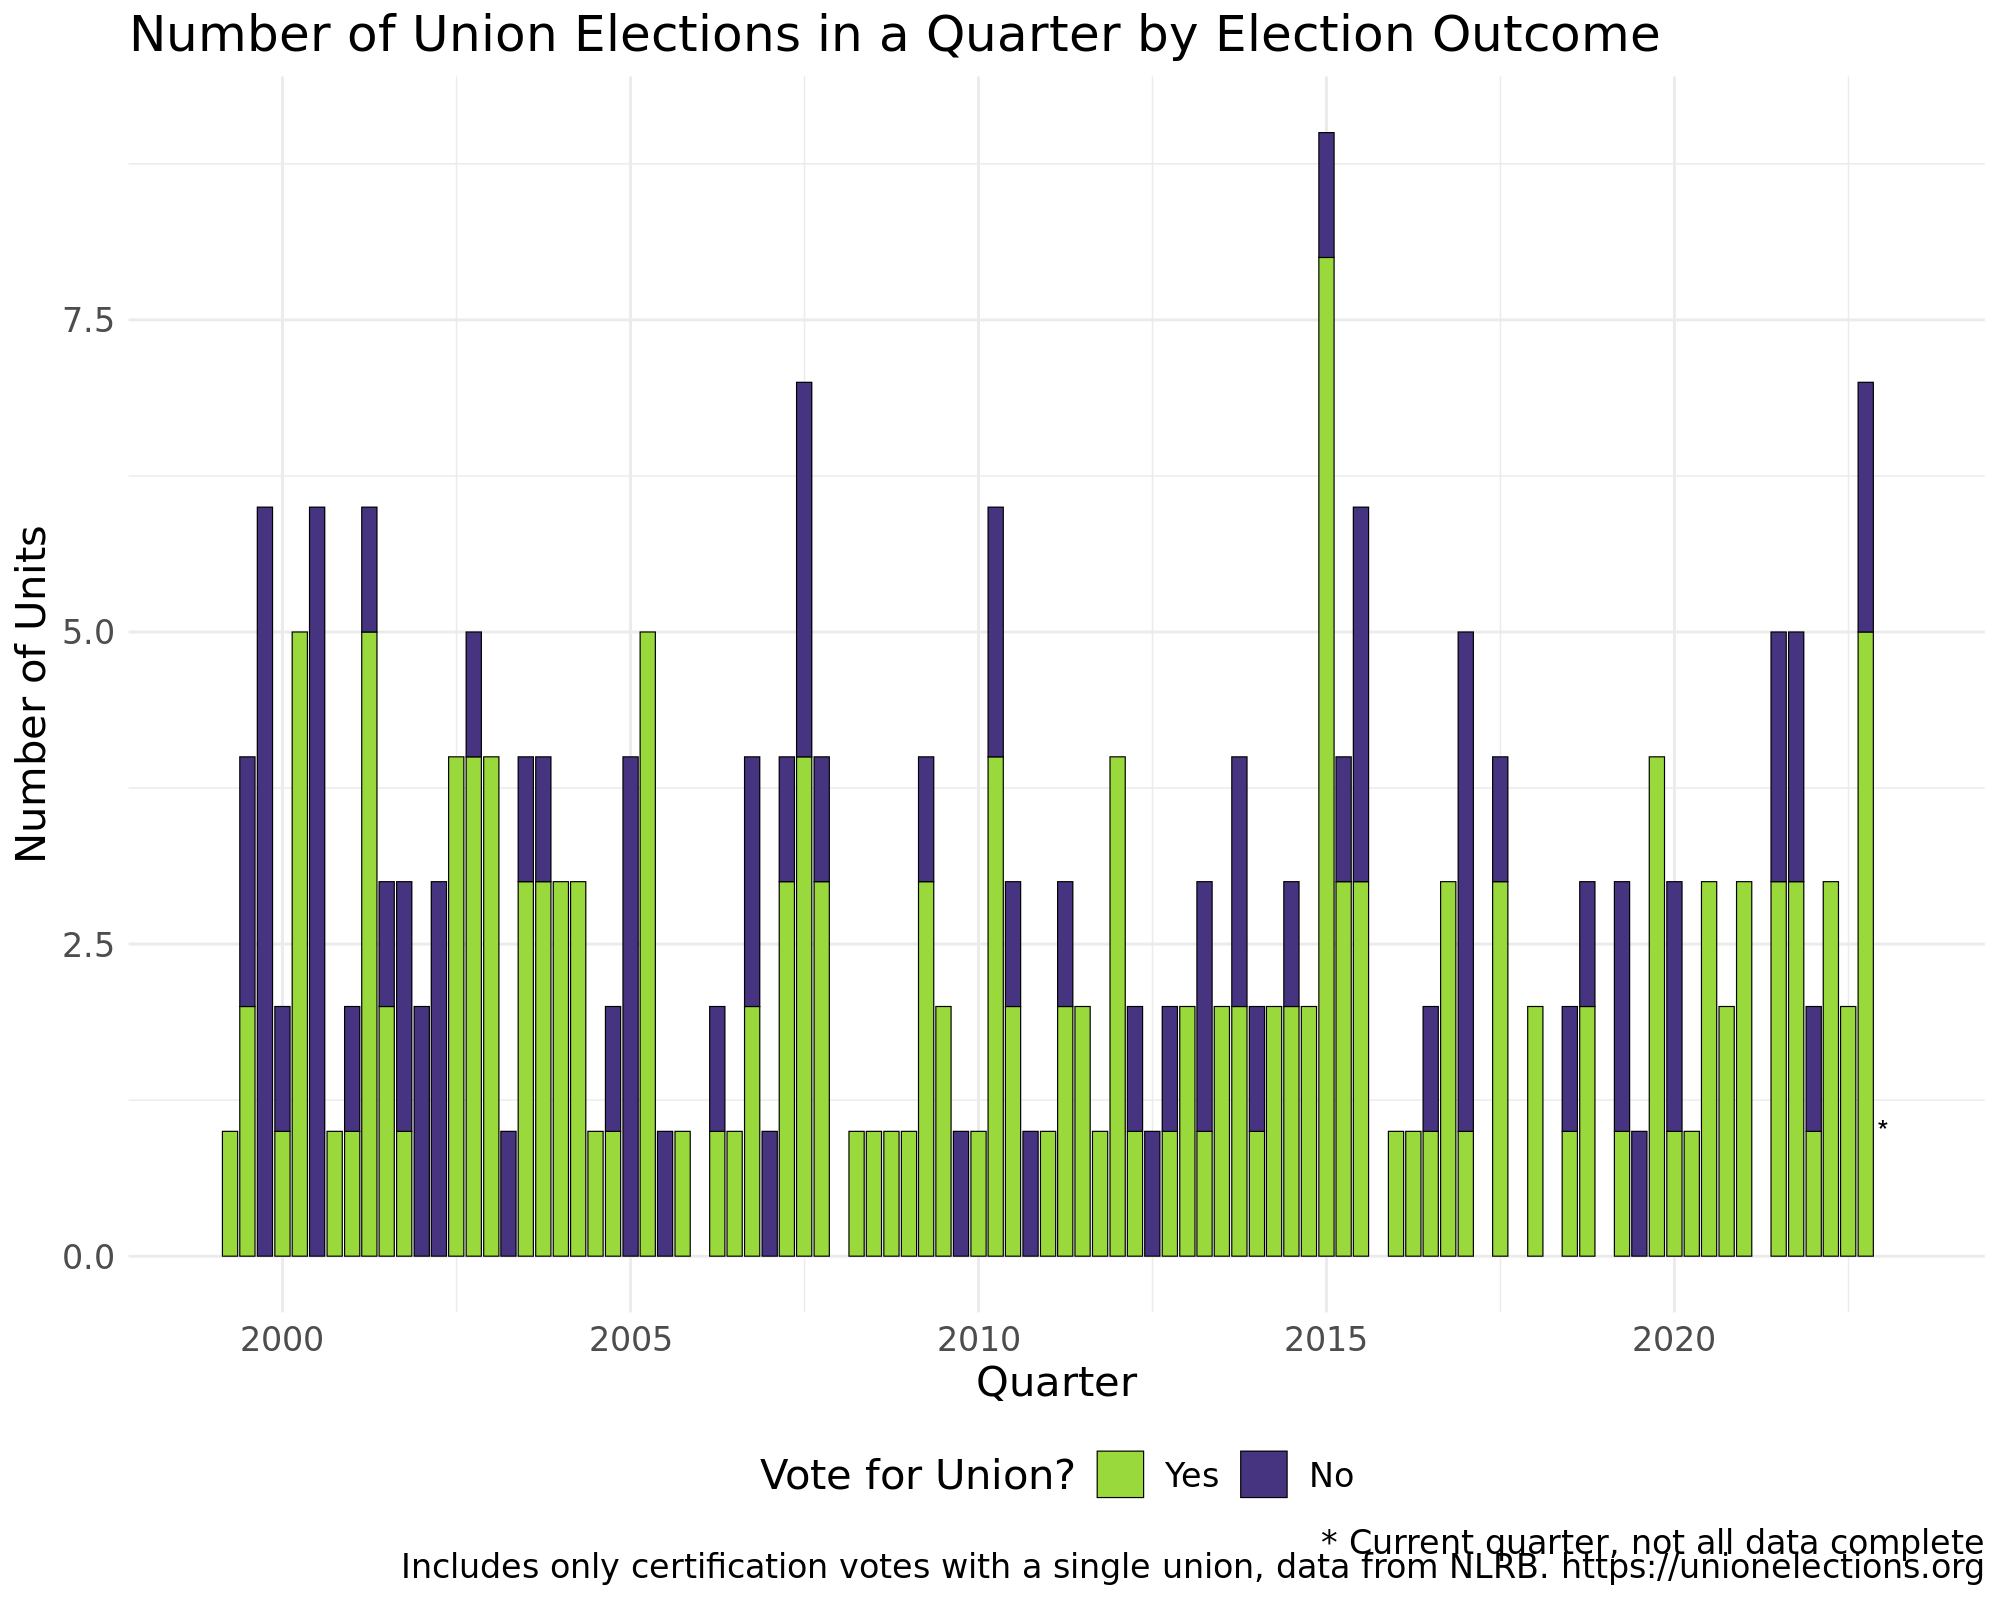 Number of Union Elections in a Quarter by Election Outcome
Number of Units
7.5
5.0
2.5
0.0
*
2000 2005 2010 2015 2020
Quarter
Vote for Union? Yes No
* Current quarter, not all data complete
Includes only certification votes with a single union, data from NLRB. https://unionelections.org